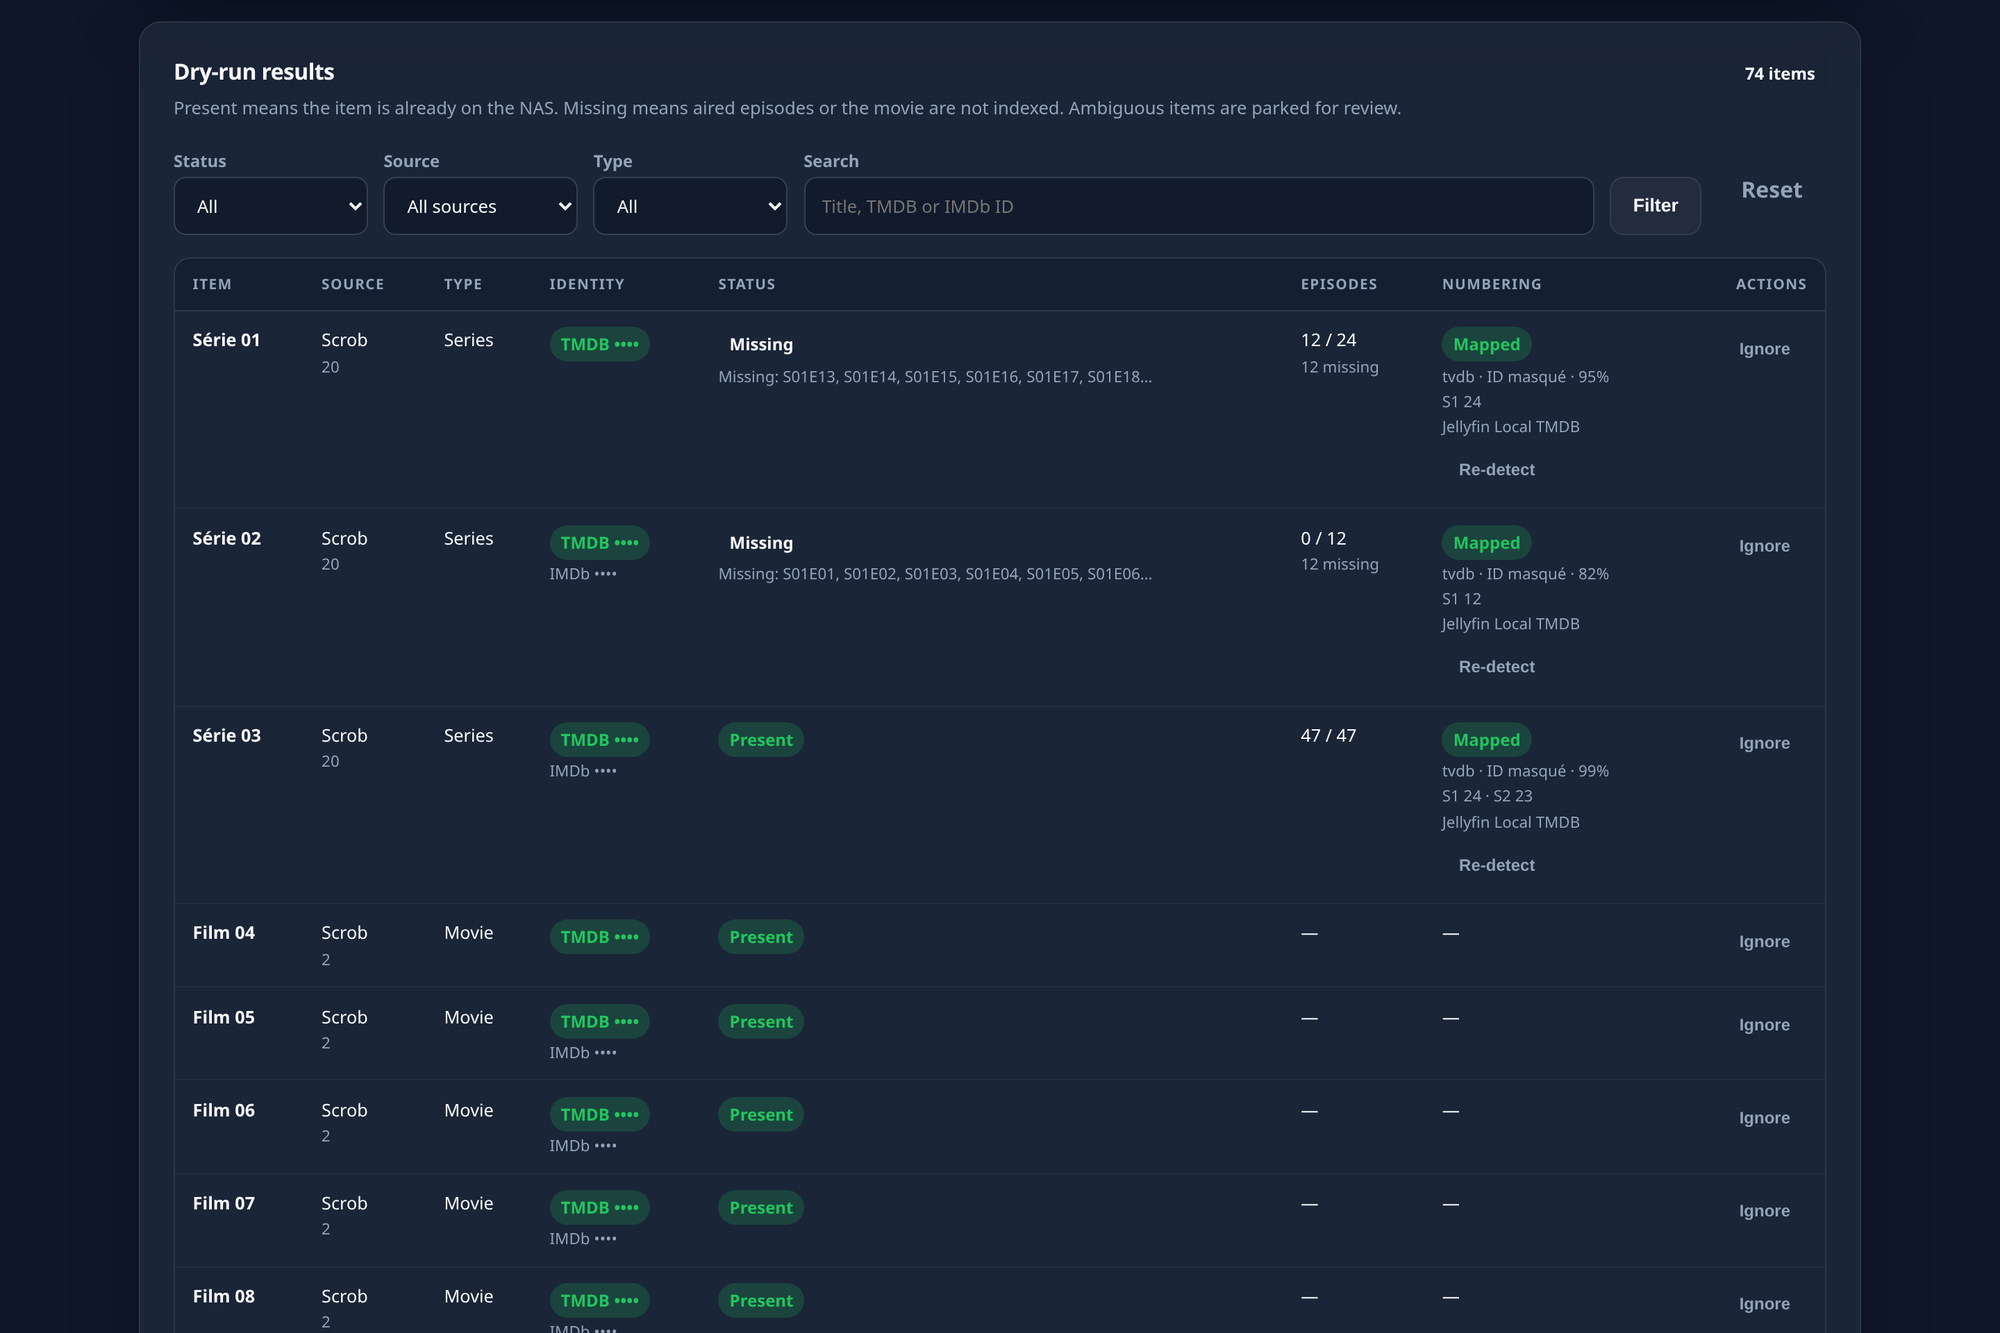 Dry-run results
74 items
Present means the item is already on the NAS. Missing means aired episodes or the movie are not indexed. Ambiguous items are parked for review.
Status Source Type Search
All All sources All Title, TMDB or IMDb ID Filter Reset
ITEM SOURCE TYPE IDENTITY STATUS EPISODES NUMBERING ACTIONS
Série 01 Scrob Series TMDB •••• Missing 12 / 24 Mapped Ignore
20 Missing: S01E13, S01E14, S01E15, S01E16, S01E17, S01E18... 12 missing tvdb · ID masqué · 95%
S1 24
Jellyfin Local TMDB
Re-detect
Série 02 Scrob Series TMDB •••• Missing 0 / 12 Mapped Ignore
20 IMDb •••• Missing: S01E01, S01E02, S01E03, S01E04, S01E05, S01E06... 12 missing tvdb · ID masqué · 82%
S1 12
Jellyfin Local TMDB
Re-detect
Série 03 Scrob Series TMDB •••• Present 47 / 47 Mapped Ignore
20 IMDb •••• tvdb · ID masqué · 99%
S1 24 · S2 23
Jellyfin Local TMDB
Re-detect
Film 04 Scrob Movie TMDB •••• Present — — Ignore
2
Film 05 Scrob Movie TMDB •••• Present — — Ignore
2 IMDb ••••
Film 06 Scrob Movie TMDB •••• Present — — Ignore
2 IMDb ••••
Film 07 Scrob Movie TMDB •••• Present — — Ignore
2 IMDb ••••
Film 08 Scrob Movie TMDB •••• Present — — Ignore
2 IMDb ••••